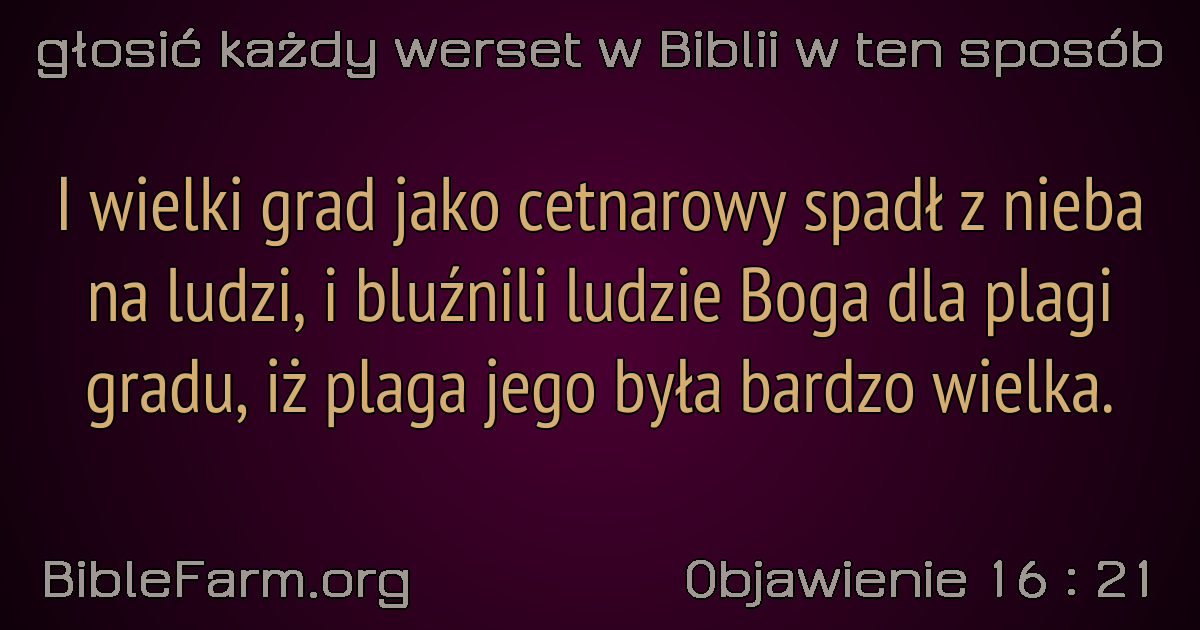 głosić każdy werset w Biblii w ten sposób
I wielki grad jako cetnarowy spadł z nieba
na ludzi, i bluźnili ludzie Boga dla plagi
gradu, iż plaga jego była bardzo wielka.
BibleFarm.org
Objawienie 16 : 21